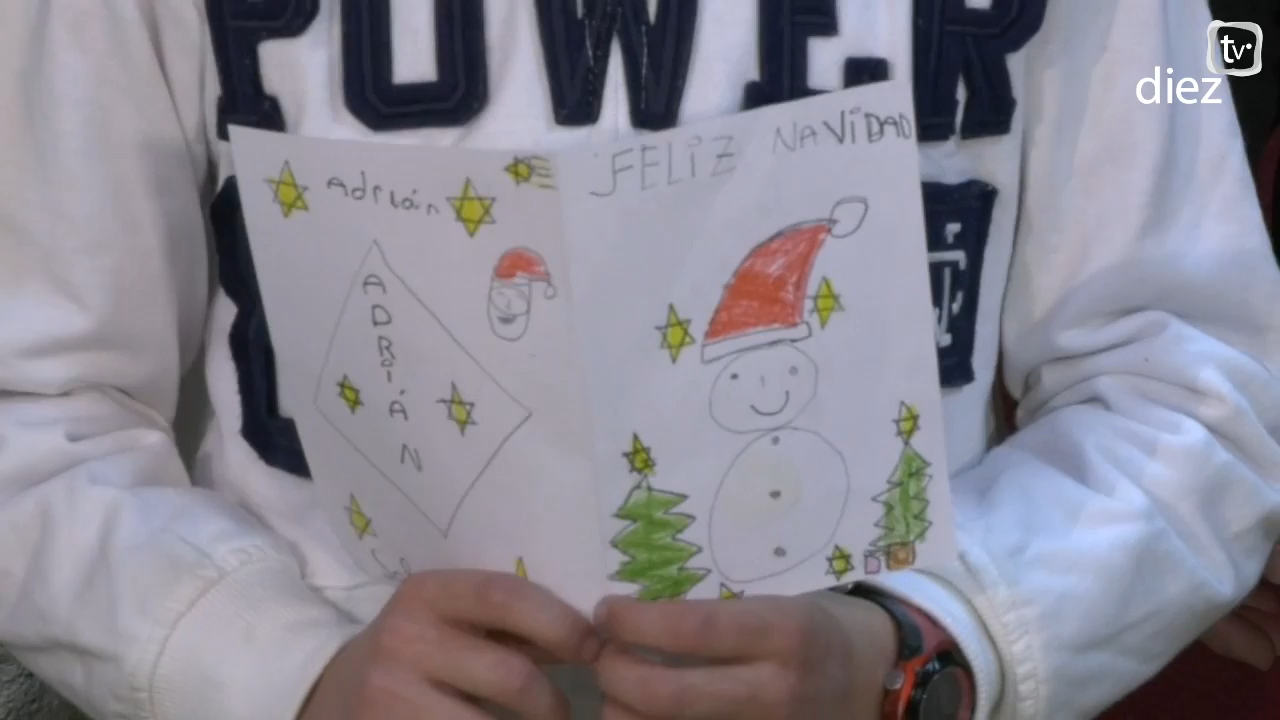 POWER
tv
diez
FELIZ NAVIDAD
Adrián
ADRIÁN